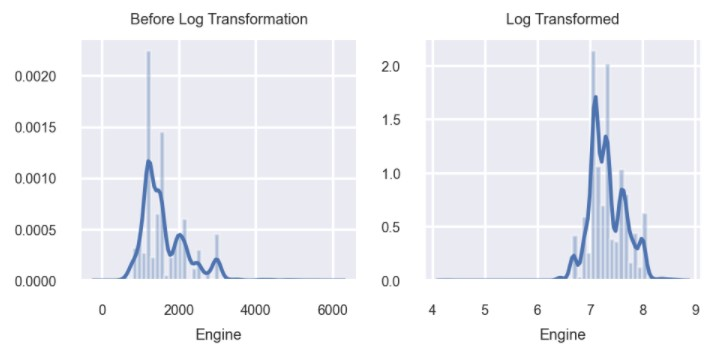 Before Log Transformation
0.0020
0.0015
0.0010
0.0005
0.0000
0 2000 4000 6000
Engine
Log Transformed
2.0
1.5
1.0
0.5
0.0
4 5 6 7 8 9
Engine